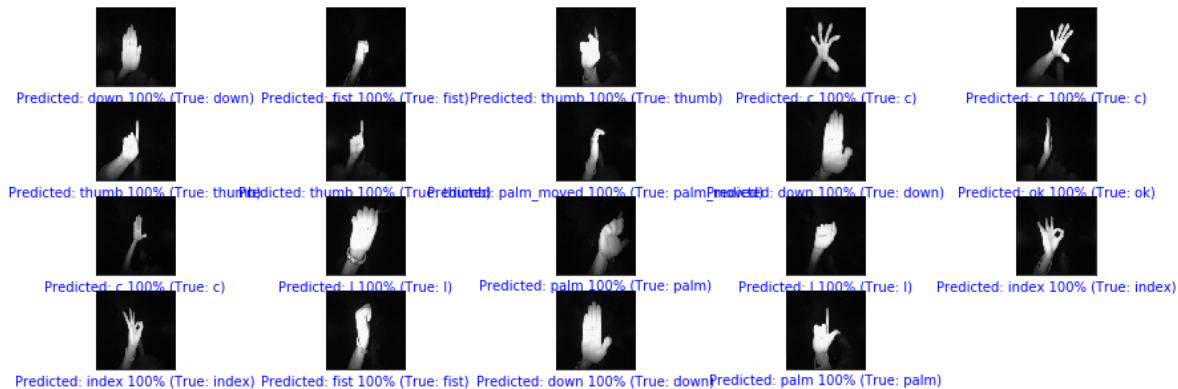 Predicted: down 100% (True: down) Predicted: fist 100% (True: fist) Predicted: thumb 100% (True: thumb) Predicted: c 100% (True: c) Predicted: c 100% (True: c)
Predicted: thumb 100% (True: thumb) Predicted: thumb 100% (True: thumb) Predicted: palm_moved 100% (True: palm_moved) Predicted: down 100% (True: down) Predicted: ok 100% (True: ok)
Predicted: c 100% (True: c) Predicted: l 100% (True: l) Predicted: palm 100% (True: palm) Predicted: l 100% (True: l) Predicted: index 100% (True: index)
Predicted: index 100% (True: index) Predicted: fist 100% (True: fist) Predicted: down 100% (True: down) Predicted: palm 100% (True: palm)